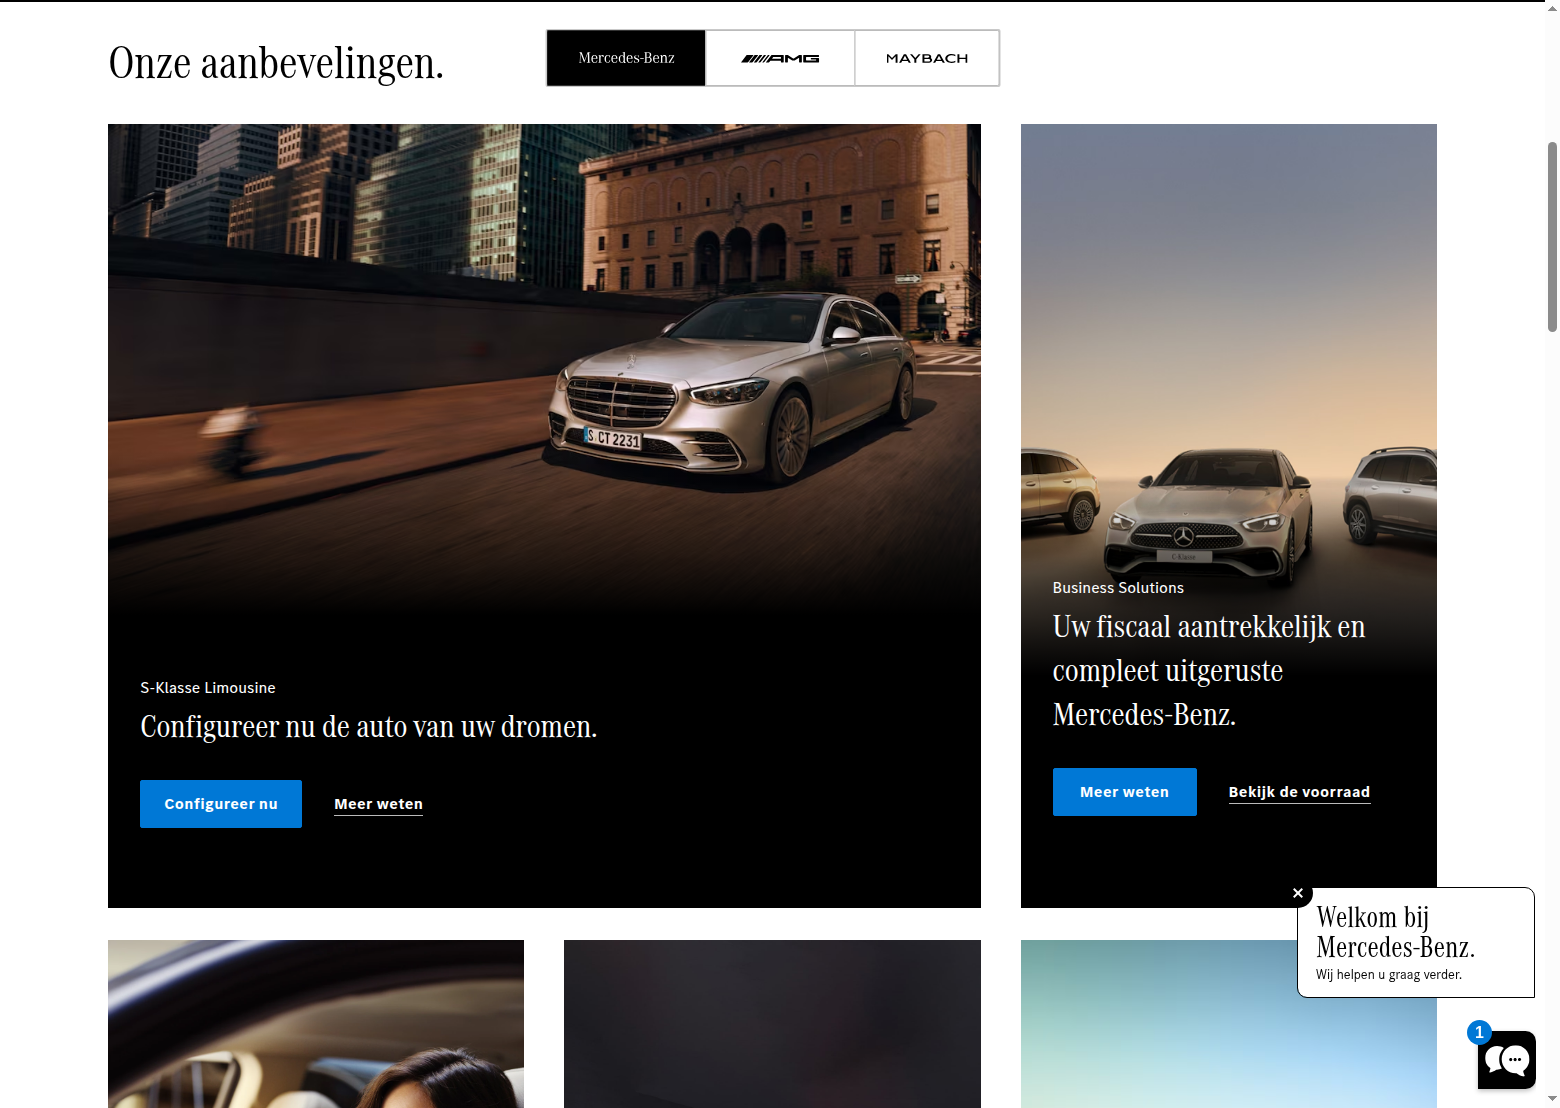 Onze aanbevelingen.
Mercedes-Benz
AMG
MAYBACH
S CT 2231
S-Klasse Limousine
Configureer nu de auto van uw dromen.
Configureer nu
Meer weten
C-Klasse
Business Solutions
Uw fiscaal aantrekkelijk en
compleet uitgeruste
Mercedes-Benz.
Meer weten
Bekijk de voorraad
Welkom bij
Mercedes-Benz.
Wij helpen u graag verder.
1